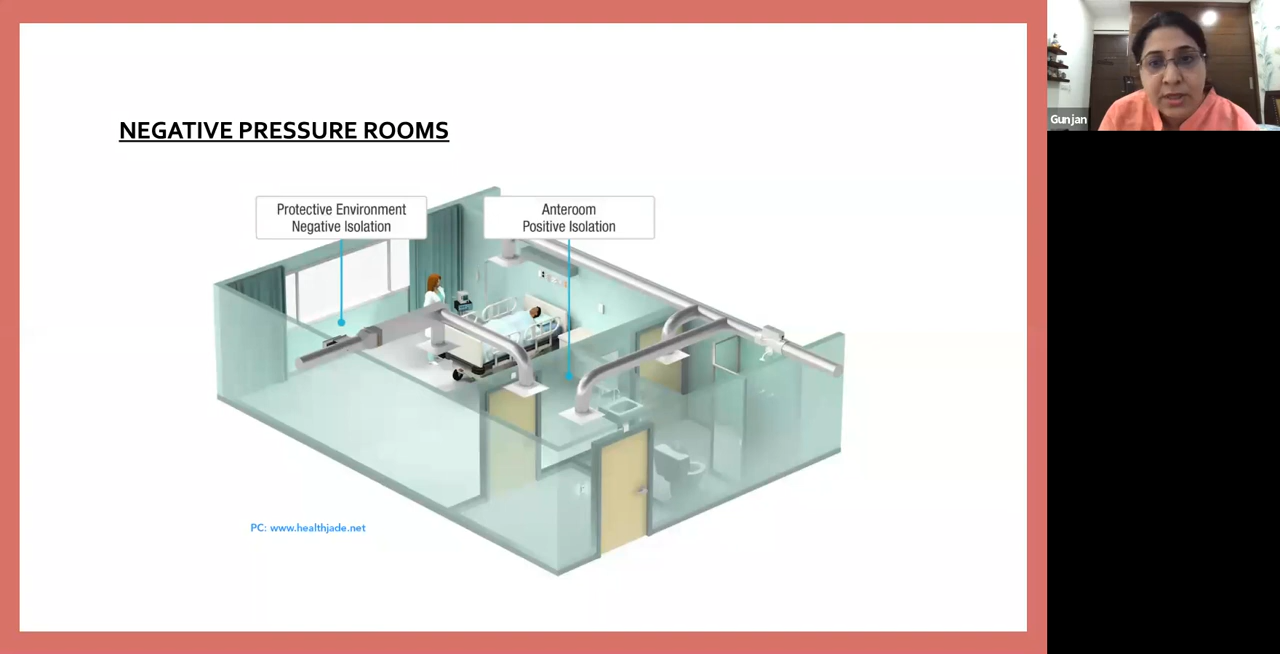 NEGATIVE PRESSURE ROOMS
Protective Environment
Negative Isolation
Anteroom
Positive Isolation
PC: www.healthjade.net
Gunjan